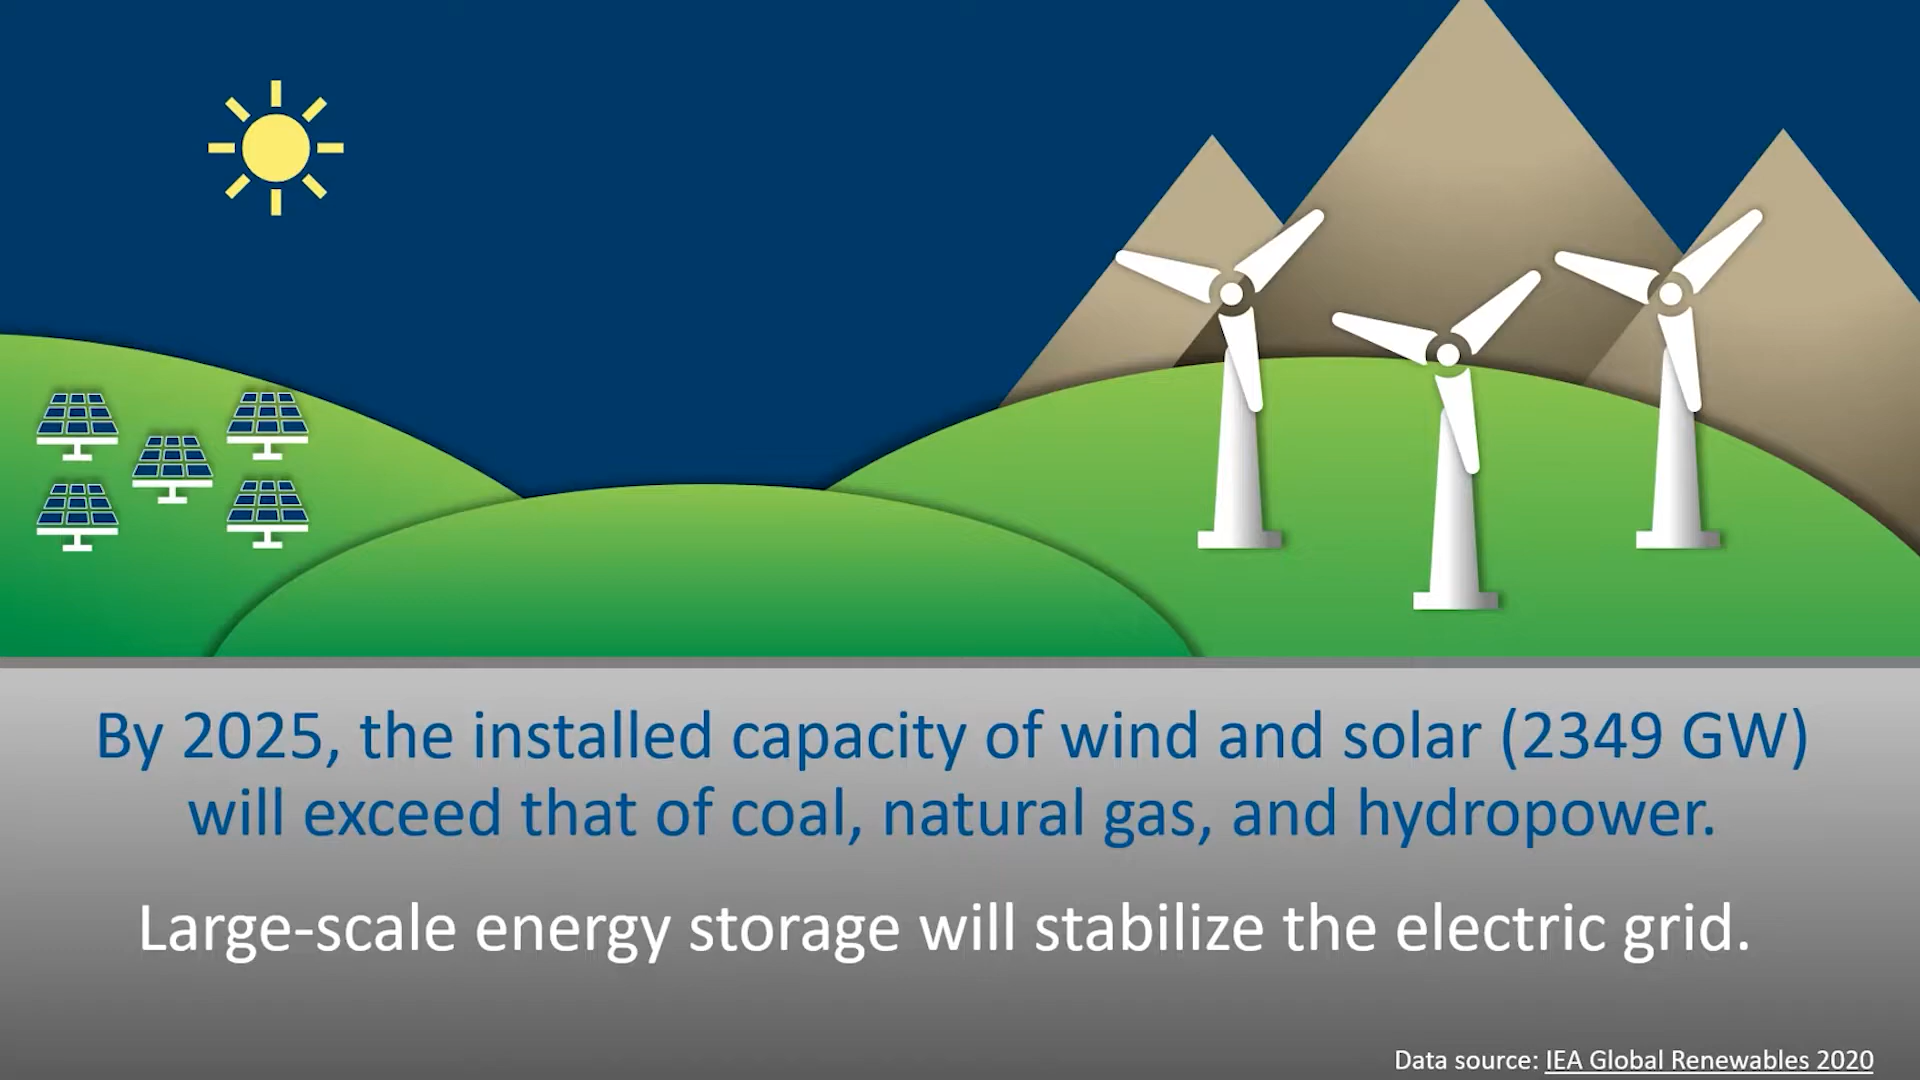 By 2025, the installed capacity of wind and solar (2349 GW)
will exceed that of coal, natural gas, and hydropower.
Large-scale energy storage will stabilize the electric grid.
Data source: IEA Global Renewables 2020